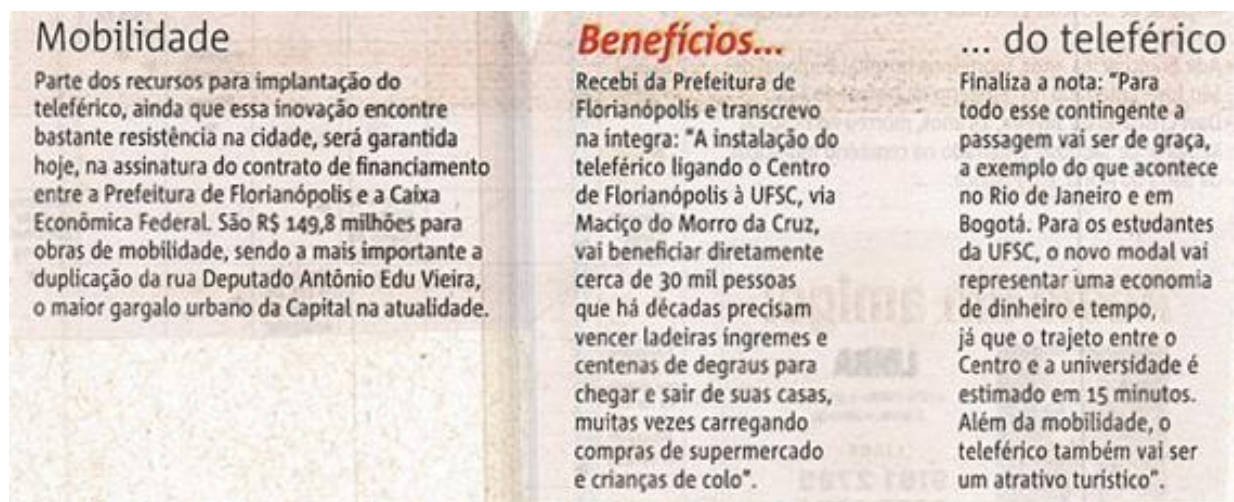 Mobilidade
Parte dos recursos para implantação do
teleférico, ainda que essa inovação encontre
bastante resistência na cidade, será garantida
hoje, na assinatura do contrato de financiamento
entre a Prefeitura de Florianópolis e a Caixa
Econômica Federal. São R$ 149,8 milhões para
obras de mobilidade, sendo a mais importante a
duplicação da rua Deputado Antônio Edu Vieira,
o maior gargalo urbano da Capital na atualidade.
Benefícios...
Recebi da Prefeitura de
Florianópolis e transcrevo
na íntegra: "A instalação do
teleférico ligando o Centro
de Florianópolis à UFSC, via
Maciço do Morro da Cruz,
vai beneficiar diretamente
cerca de 30 mil pessoas
que há décadas precisam
vencer ladeiras íngremes e
centenas de degraus para
chegar e sair de suas casas,
muitas vezes carregando
compras de supermercado
e crianças de colo".
... do teleférico
Finaliza a nota: "Para
todo esse contingente a
passagem vai ser de graça,
a exemplo do que acontece
no Rio de Janeiro e em
Bogotá. Para os estudantes
da UFSC, o novo modal vai
representar uma economia
de dinheiro e tempo,
já que o trajeto entre o
Centro e a universidade é
estimado em 15 minutos.
Além da mobilidade, o
teleférico também vai ser
um atrativo turístico".